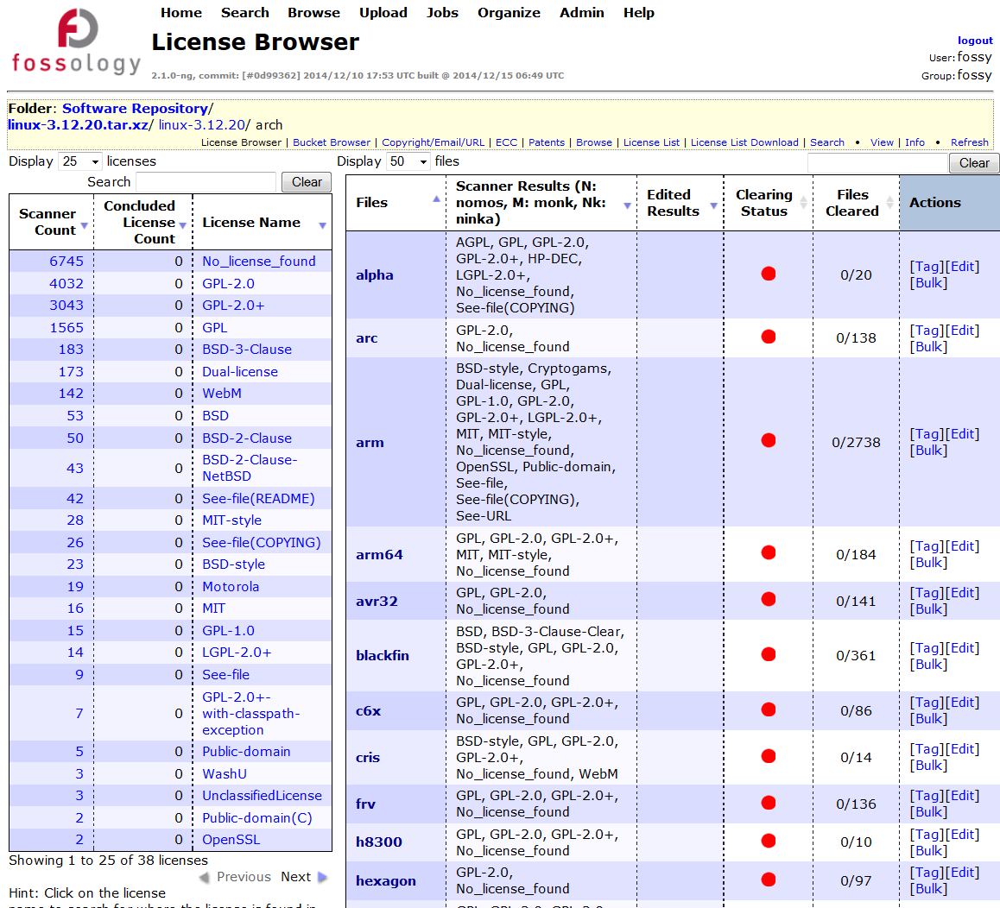 Home Search Browse Upload Jobs Organize Admin Help
fossology
License Browser
2.1.0-ng, commit: [#0d99362] 2014/12/10 17:53 UTC built @ 2014/12/15 06:49 UTC
logout
User: fossy
Group: fossy
Folder: Software Repository/
linux-3.12.20.tar.xz/ linux-3.12.20/ arch
License Browser | Bucket Browser | Copyright/Email/URL | ECC | Patents | Browse | License List | License List Download | Search • View | Info • Refresh
Display 25 licenses
Search Clear
Scanner Count Concluded License Count License Name
6745 0 No_license_found
4032 0 GPL-2.0
3043 0 GPL-2.0+
1565 0 GPL
183 0 BSD-3-Clause
173 0 Dual-license
142 0 WebM
53 0 BSD
50 0 BSD-2-Clause
43 0 BSD-2-Clause-
NetBSD
42 0 See-file(README)
28 0 MIT-style
26 0 See-file(COPYING)
23 0 BSD-style
19 0 Motorola
16 0 MIT
15 0 GPL-1.0
14 0 LGPL-2.0+
9 0 See-file
7 0 GPL-2.0+-
with-classpath-
exception
5 0 Public-domain
3 0 WashU
3 0 UnclassifiedLicense
2 0 Public-domain(C)
2 0 OpenSSL
Showing 1 to 25 of 38 licenses
Previous Next
Hint: Click on the license
name to search for where the license is found in
Display 50 files
Clear
Files Scanner Results (N: nomos, M: monk, Nk: ninka) Edited Results Clearing Status Files Cleared Actions
alpha
AGPL, GPL, GPL-2.0,
GPL-2.0+, HP-DEC,
LGPL-2.0+,
No_license_found,
See-file(COPYING)
0/20
[Tag][Edit]
[Bulk]
arc
GPL-2.0,
No_license_found
0/138
[Tag][Edit]
[Bulk]
arm
BSD-style, Cryptogams,
Dual-license, GPL,
GPL-1.0, GPL-2.0,
GPL-2.0+, LGPL-2.0+,
MIT, MIT-style,
No_license_found,
OpenSSL, Public-domain,
See-file,
See-file(COPYING),
See-URL
0/2738
[Tag][Edit]
[Bulk]
arm64
GPL, GPL-2.0, GPL-2.0+,
MIT, MIT-style,
No_license_found
0/184
[Tag][Edit]
[Bulk]
avr32
GPL, GPL-2.0,
No_license_found
0/141
[Tag][Edit]
[Bulk]
blackfin
BSD, BSD-3-Clause-Clear,
BSD-style, GPL, GPL-2.0,
GPL-2.0+,
No_license_found
0/361
[Tag][Edit]
[Bulk]
c6x
GPL, GPL-2.0, GPL-2.0+,
No_license_found
0/86
[Tag][Edit]
[Bulk]
cris
BSD-style, GPL, GPL-2.0,
GPL-2.0+,
No_license_found, WebM
0/14
[Tag][Edit]
[Bulk]
frv
GPL, GPL-2.0, GPL-2.0+,
No_license_found
0/136
[Tag][Edit]
[Bulk]
h8300
GPL, GPL-2.0, GPL-2.0+,
No_license_found
0/10
[Tag][Edit]
[Bulk]
hexagon
GPL-2.0,
No_license_found
0/97
[Tag][Edit]
[Bulk]